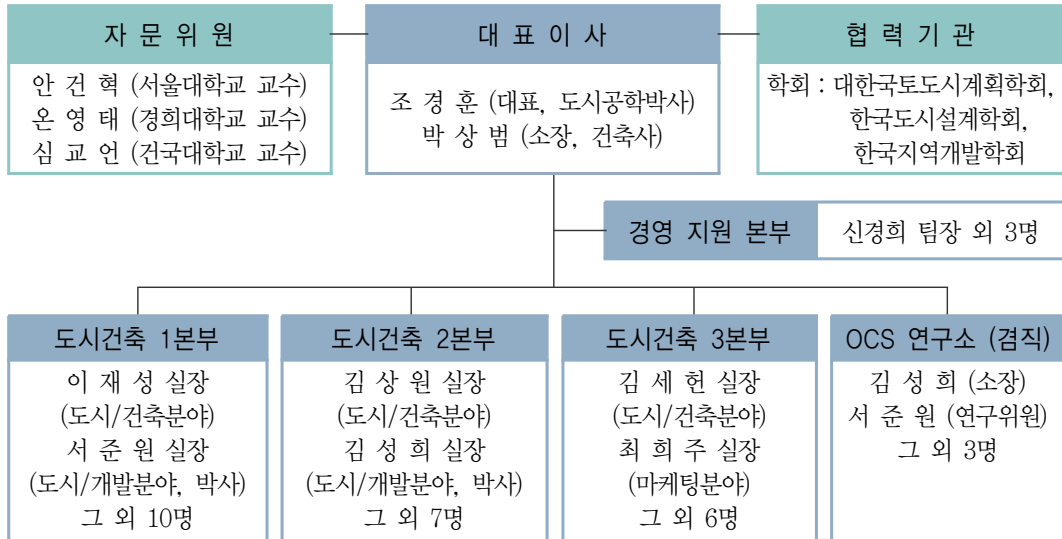 자 문 위 원
안 건 혁 (서울대학교 교수)
온 영 태 (경희대학교 교수)
심 교 언 (건국대학교 교수)
대 표 이 사
조 경 훈 (대표, 도시공학박사)
박 상 범 (소장, 건축사)
협 력 기 관
학회 : 대한국토도시계획학회,
한국도시설계학회,
한국지역개발학회
경영 지원 본부
신경희 팀장 외 3명
도시건축 1본부
이 재 성 실장
(도시/건축분야)
서 준 원 실장
(도시/개발분야, 박사)
그 외 10명
도시건축 2본부
김 상 원 실장
(도시/건축분야)
김 성 희 실장
(도시/개발분야, 박사)
그 외 7명
도시건축 3본부
김 세 헌 실장
(도시/건축분야)
최 희 주 실장
(마케팅분야)
그 외 6명
OCS 연구소 (겸직)
김 성 희 (소장)
서 준 원 (연구위원)
그 외 3명